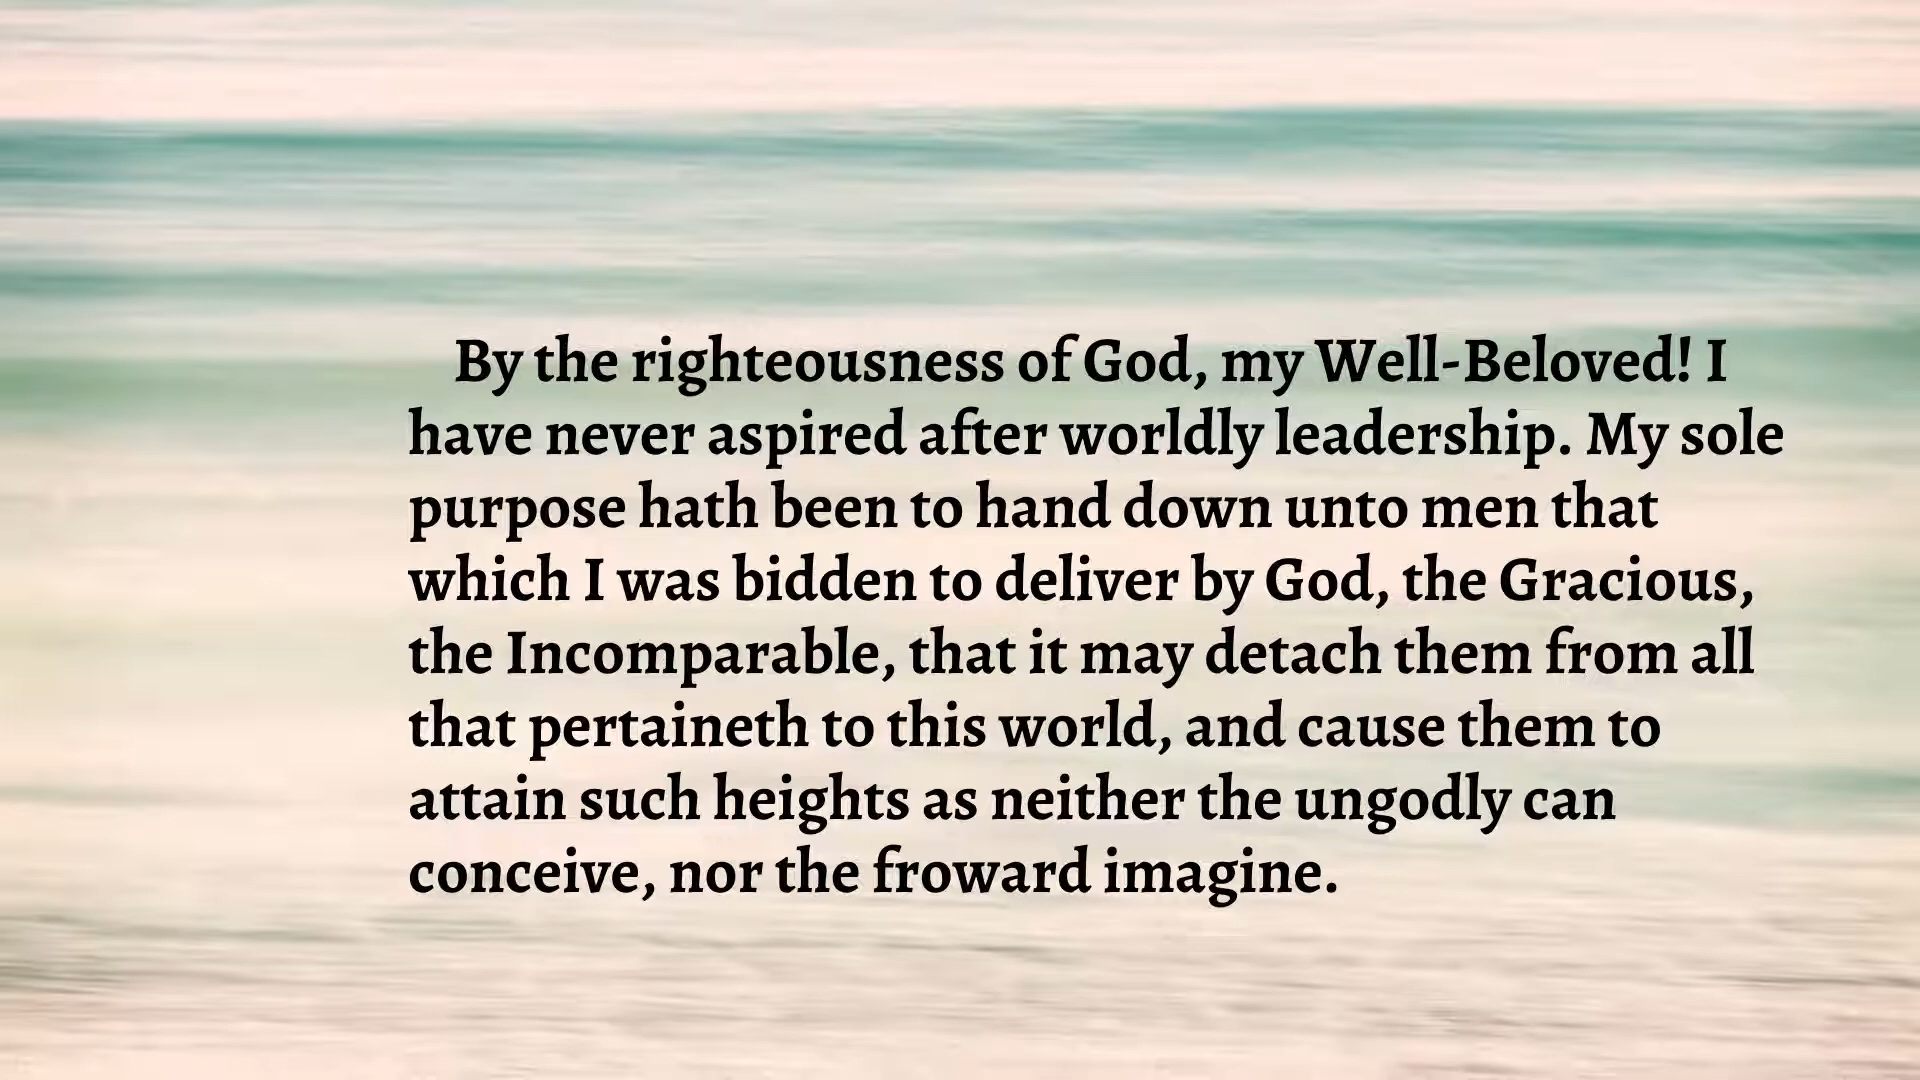 By the righteousness of God, my Well-Beloved! I
have never aspired after worldly leadership. My sole
purpose hath been to hand down unto men that
which I was bidden to deliver by God, the Gracious,
the Incomparable, that it may detach them from all
that pertaineth to this world, and cause them to
attain such heights as neither the ungodly can
conceive, nor the froward imagine.